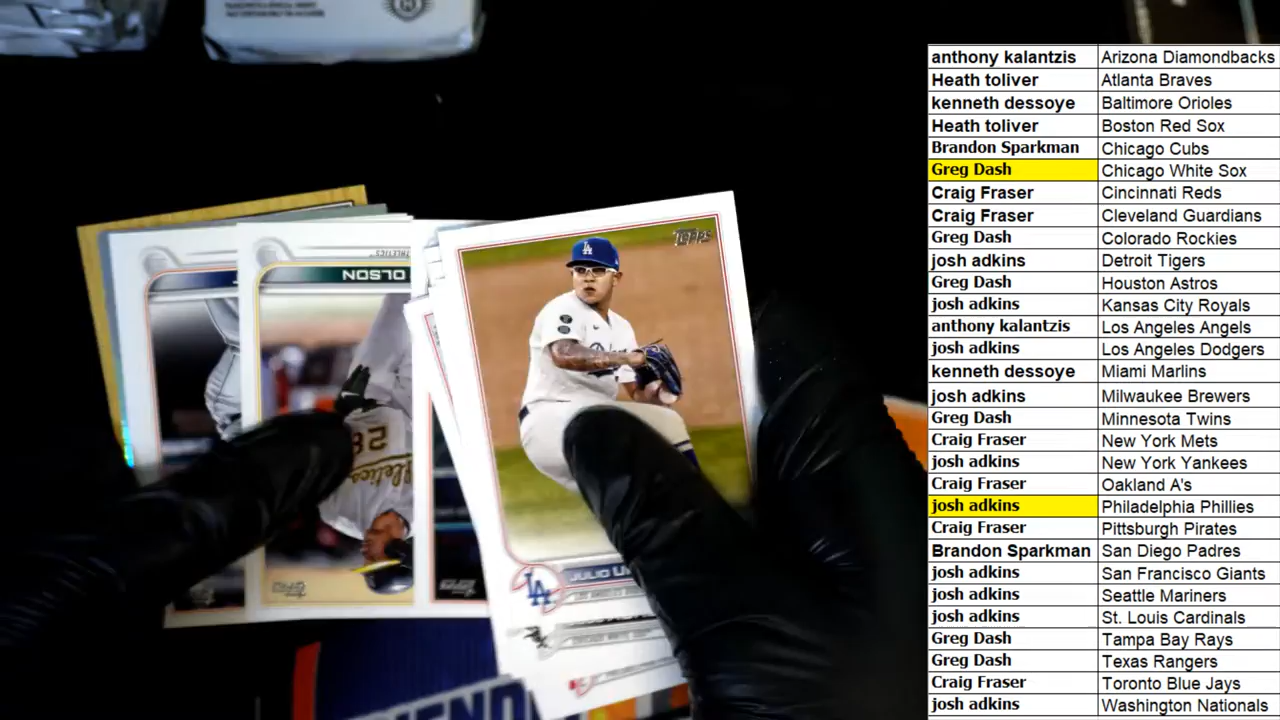 anthony kalantzis Arizona Diamondbacks
Heath toliver Atlanta Braves
kenneth dessoye Baltimore Orioles
Heath toliver Boston Red Sox
Brandon Sparkman Chicago Cubs
Greg Dash Chicago White Sox
Craig Fraser Cincinnati Reds
Craig Fraser Cleveland Guardians
Greg Dash Colorado Rockies
josh adkins Detroit Tigers
Greg Dash Houston Astros
josh adkins Kansas City Royals
anthony kalantzis Los Angeles Angels
josh adkins Los Angeles Dodgers
kenneth dessoye Miami Marlins
josh adkins Milwaukee Brewers
Greg Dash Minnesota Twins
Craig Fraser New York Mets
josh adkins New York Yankees
Craig Fraser Oakland A's
josh adkins Philadelphia Phillies
Craig Fraser Pittsburgh Pirates
Brandon Sparkman San Diego Padres
josh adkins San Francisco Giants
josh adkins Seattle Mariners
josh adkins St. Louis Cardinals
Greg Dash Tampa Bay Rays
Greg Dash Texas Rangers
Craig Fraser Toronto Blue Jays
josh adkins Washington Nationals
TOPPS
LA
OLSON
28
JULIO
LA